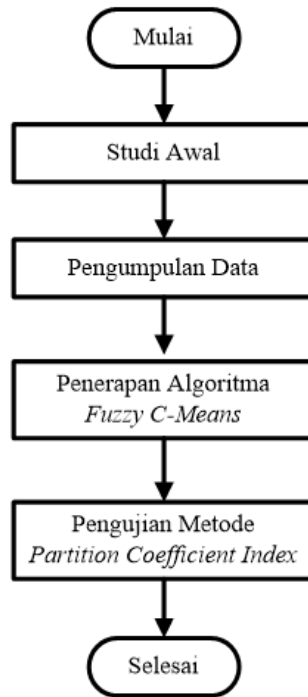 Mulai
Studi Awal
Pengumpulan Data
Penerapan Algoritma
Fuzzy C-Means
Pengujian Metode
Partition Coefficient Index
Selesai